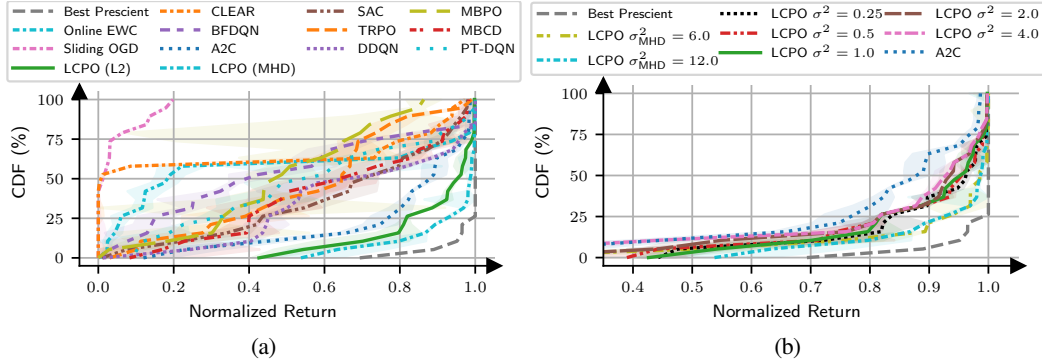 Best Prescient CLEAR SAC MBPO
Online EWC BFDQN TRPO MBCD
Sliding OGD A2C DDQN PT-DQN
LCPO (L2) LCPO (MHD)
CDF (%)
100
75
50
25
0
0.0 0.2 0.4 0.6 0.8 1.0
Normalized Return
(a)
Best Prescient LCPO σ² = 0.25 LCPO σ² = 2.0
LCPO σ²_MHD = 6.0 LCPO σ² = 0.5 LCPO σ² = 4.0
LCPO σ²_MHD = 12.0 LCPO σ² = 1.0 A2C
CDF (%)
100
75
50
25
0
0.4 0.5 0.6 0.7 0.8 0.9 1.0
Normalized Return
(b)